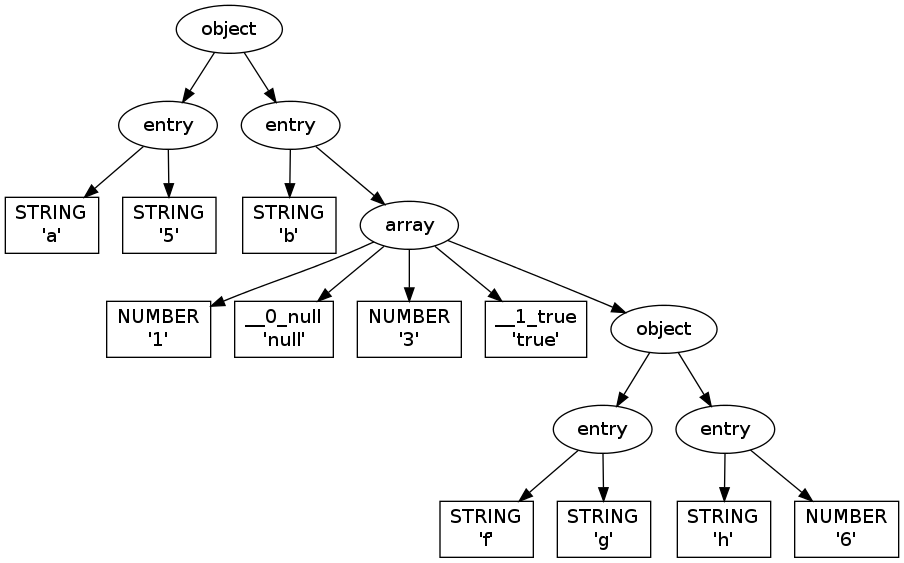 object
entry
entry
STRING
'a'
STRING
'5'
STRING
'b'
array
NUMBER
'1'
__0_null
'null'
NUMBER
'3'
__1_true
'true'
object
entry
entry
STRING
'f'
STRING
'g'
STRING
'h'
NUMBER
'6'